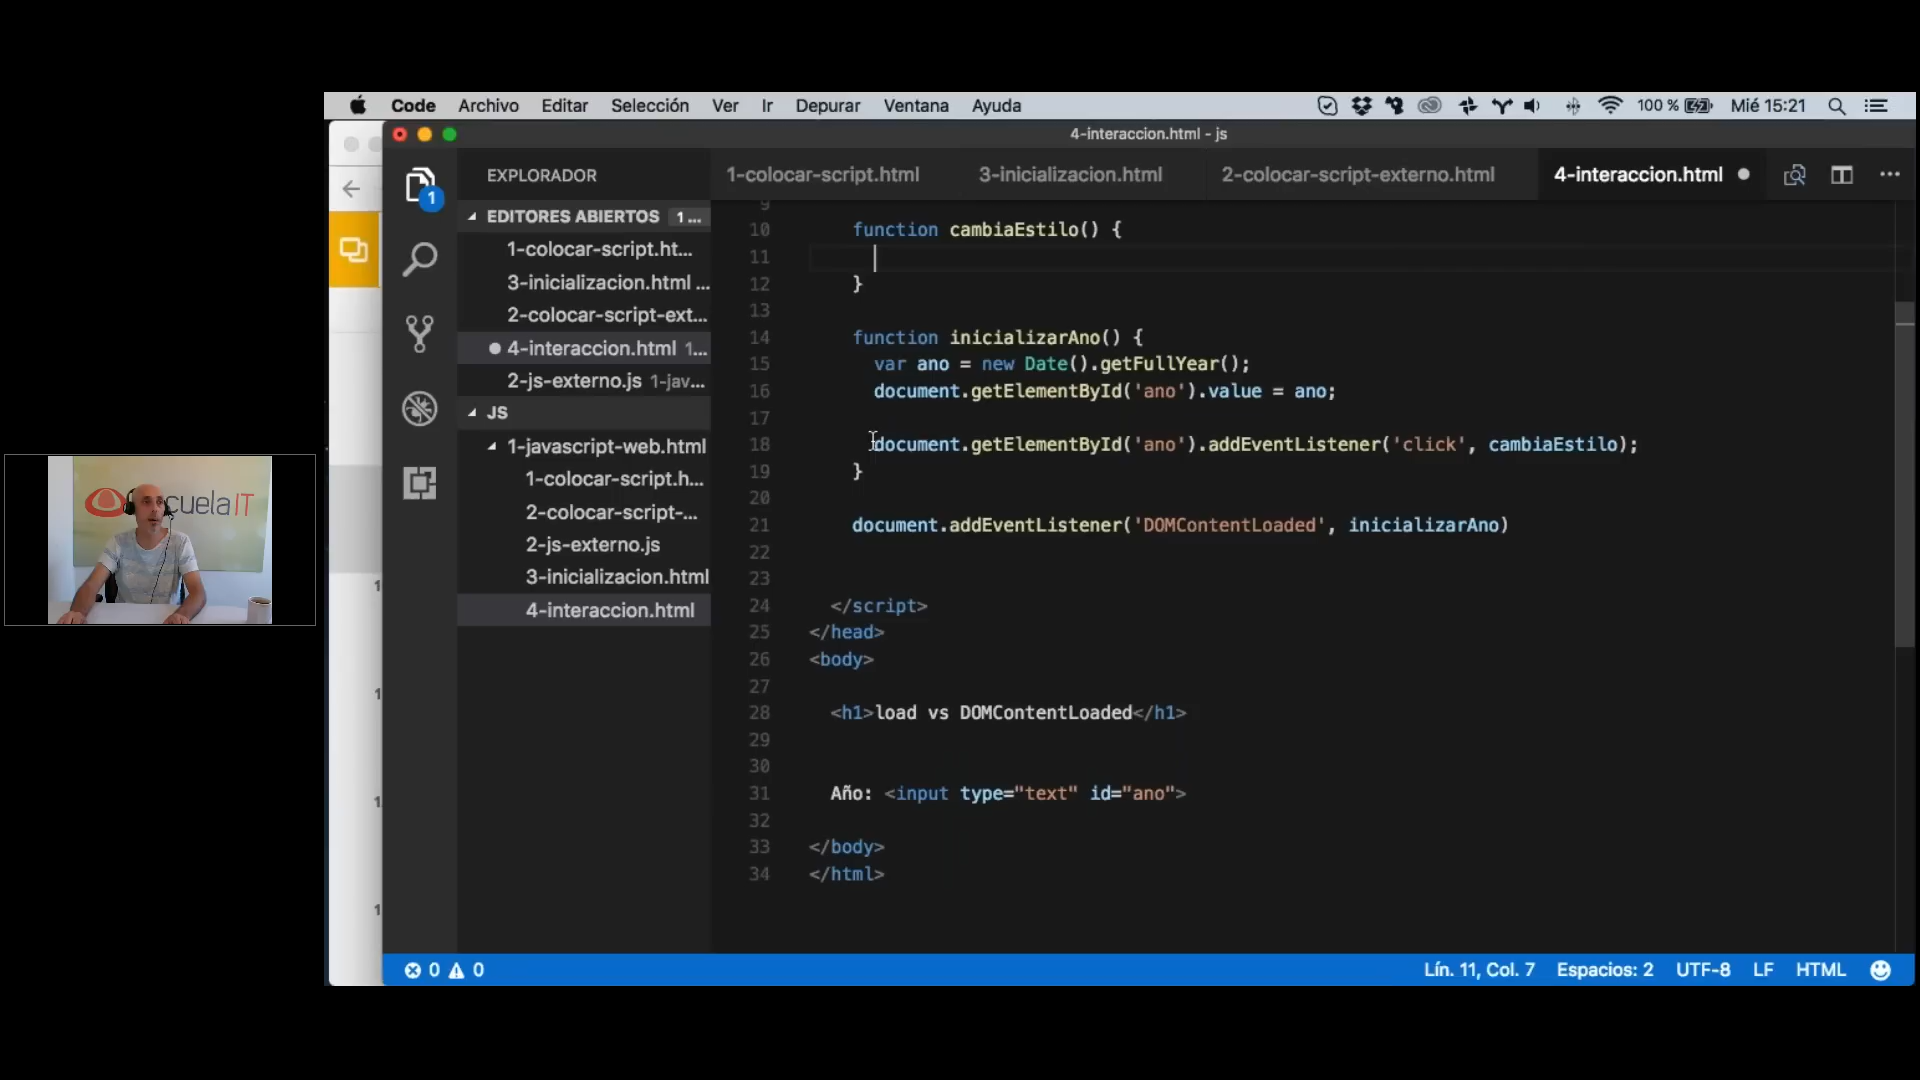 Code Archivo Editar Selección Ver Ir Depurar Ventana Ayuda 100 % Mié 15:21
4-interaccion.html - js
EXPLORADOR
1-colocar-script.html 3-inicializacion.html 2-colocar-script-externo.html 4-interaccion.html
1
EDITORES ABIERTOS 1 ...
1-colocar-script.ht...
3-inicializacion.html ...
2-colocar-script-ext...
4-interaccion.html 1...
2-js-externo.js 1-jav...
JS
1-javascript-web.html
1-colocar-script.h...
2-colocar-script-...
2-js-externo.js
3-inicializacion.html
4-interaccion.html
9
10 function cambiaEstilo() {
11
12 }
13
14 function inicializarAno() {
15 var ano = new Date().getFullYear();
16 document.getElementById('ano').value = ano;
17
18 document.getElementById('ano').addEventListener('click', cambiaEstilo);
19 }
20
21 document.addEventListener('DOMContentLoaded', inicializarAno)
22
23
24 </script>
25 </head>
26 <body>
27
28 <h1>load vs DOMContentLoaded</h1>
29
30
31 Año: <input type="text" id="ano">
32
33 </body>
34 </html>
cuelaIT
1
1
1
1
0 0
Lín. 11, Col. 7 Espacios: 2 UTF-8 LF HTML